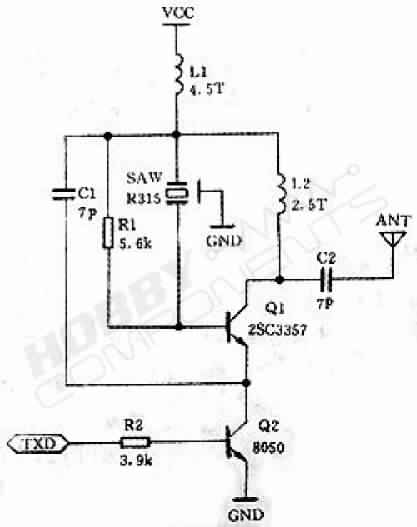 VCC
L1
4.5T
SAW
R315
C1
7P
R1
5.6k
GND
L2
2.5T
ANT
C2
7P
Q1
2SC3357
R2
3.9k
TXD
Q2
8050
GND
HOBBY
COMPONENTS